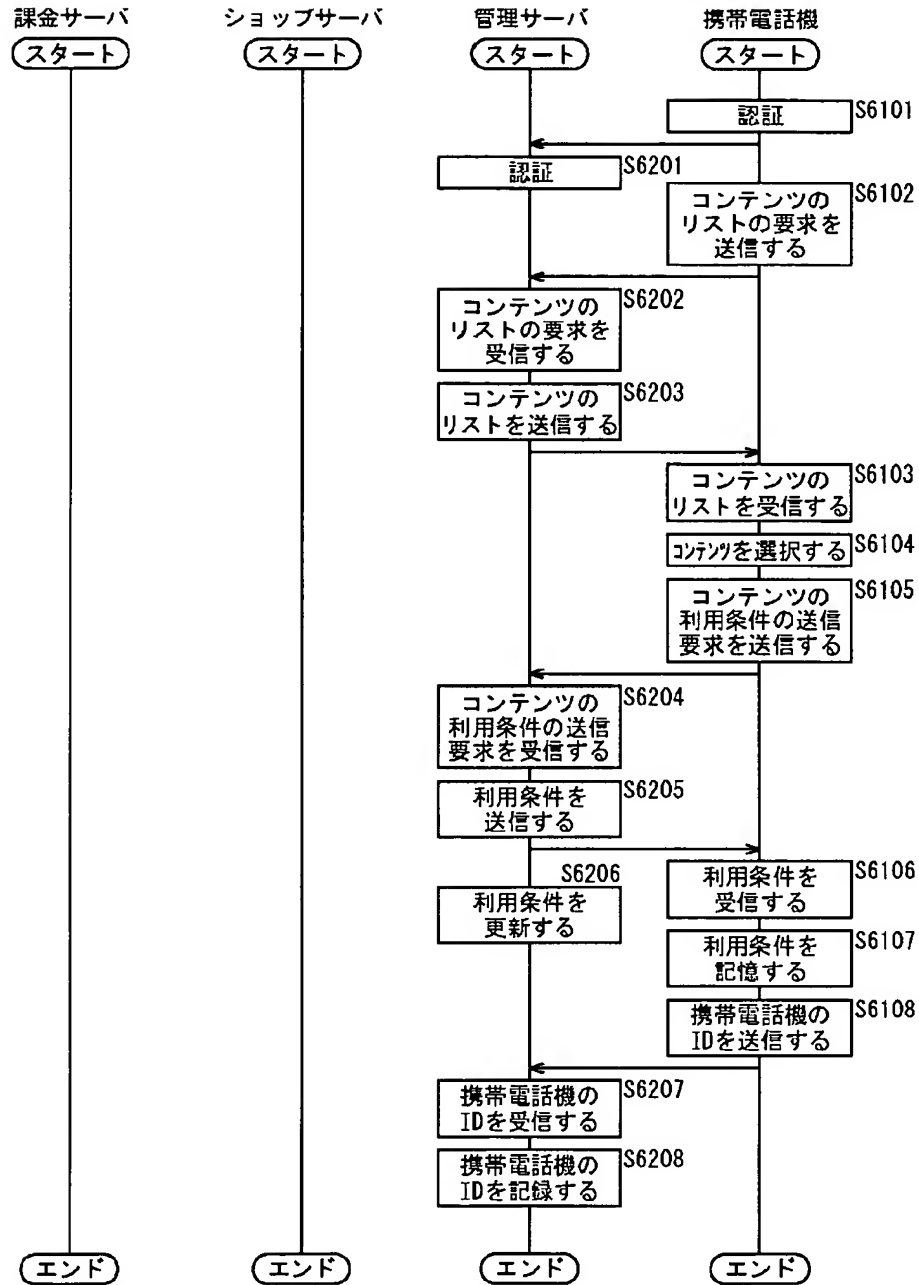 課金サーバ
ショップサーバ
管理サーバ
携帯電話機
スタート
スタート
スタート
スタート
認証
S6101
認証
S6201
コンテンツの
リストの要求を
送信する
S6102
コンテンツの
リストの要求を
受信する
S6202
コンテンツの
リストを送信する
S6203
コンテンツの
リストを受信する
S6103
コンテンツを選択する
S6104
コンテンツの
利用条件の送信
要求を送信する
S6105
コンテンツの
利用条件の送信
要求を受信する
S6204
利用条件を
送信する
S6205
S6206
利用条件を
更新する
利用条件を
受信する
S6106
利用条件を
記憶する
S6107
携帯電話機の
IDを送信する
S6108
携帯電話機の
IDを受信する
S6207
携帯電話機の
IDを記録する
S6208
エンド
エンド
エンド
エンド